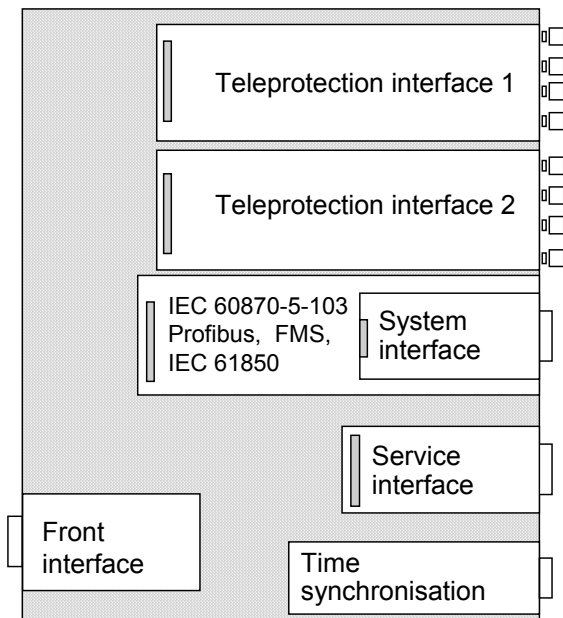 Teleprotection interface 1
Teleprotection interface 2
IEC 60870-5-103
Profibus, FMS,
IEC 61850
System
interface
Service
interface
Front
interface
Time
synchronisation